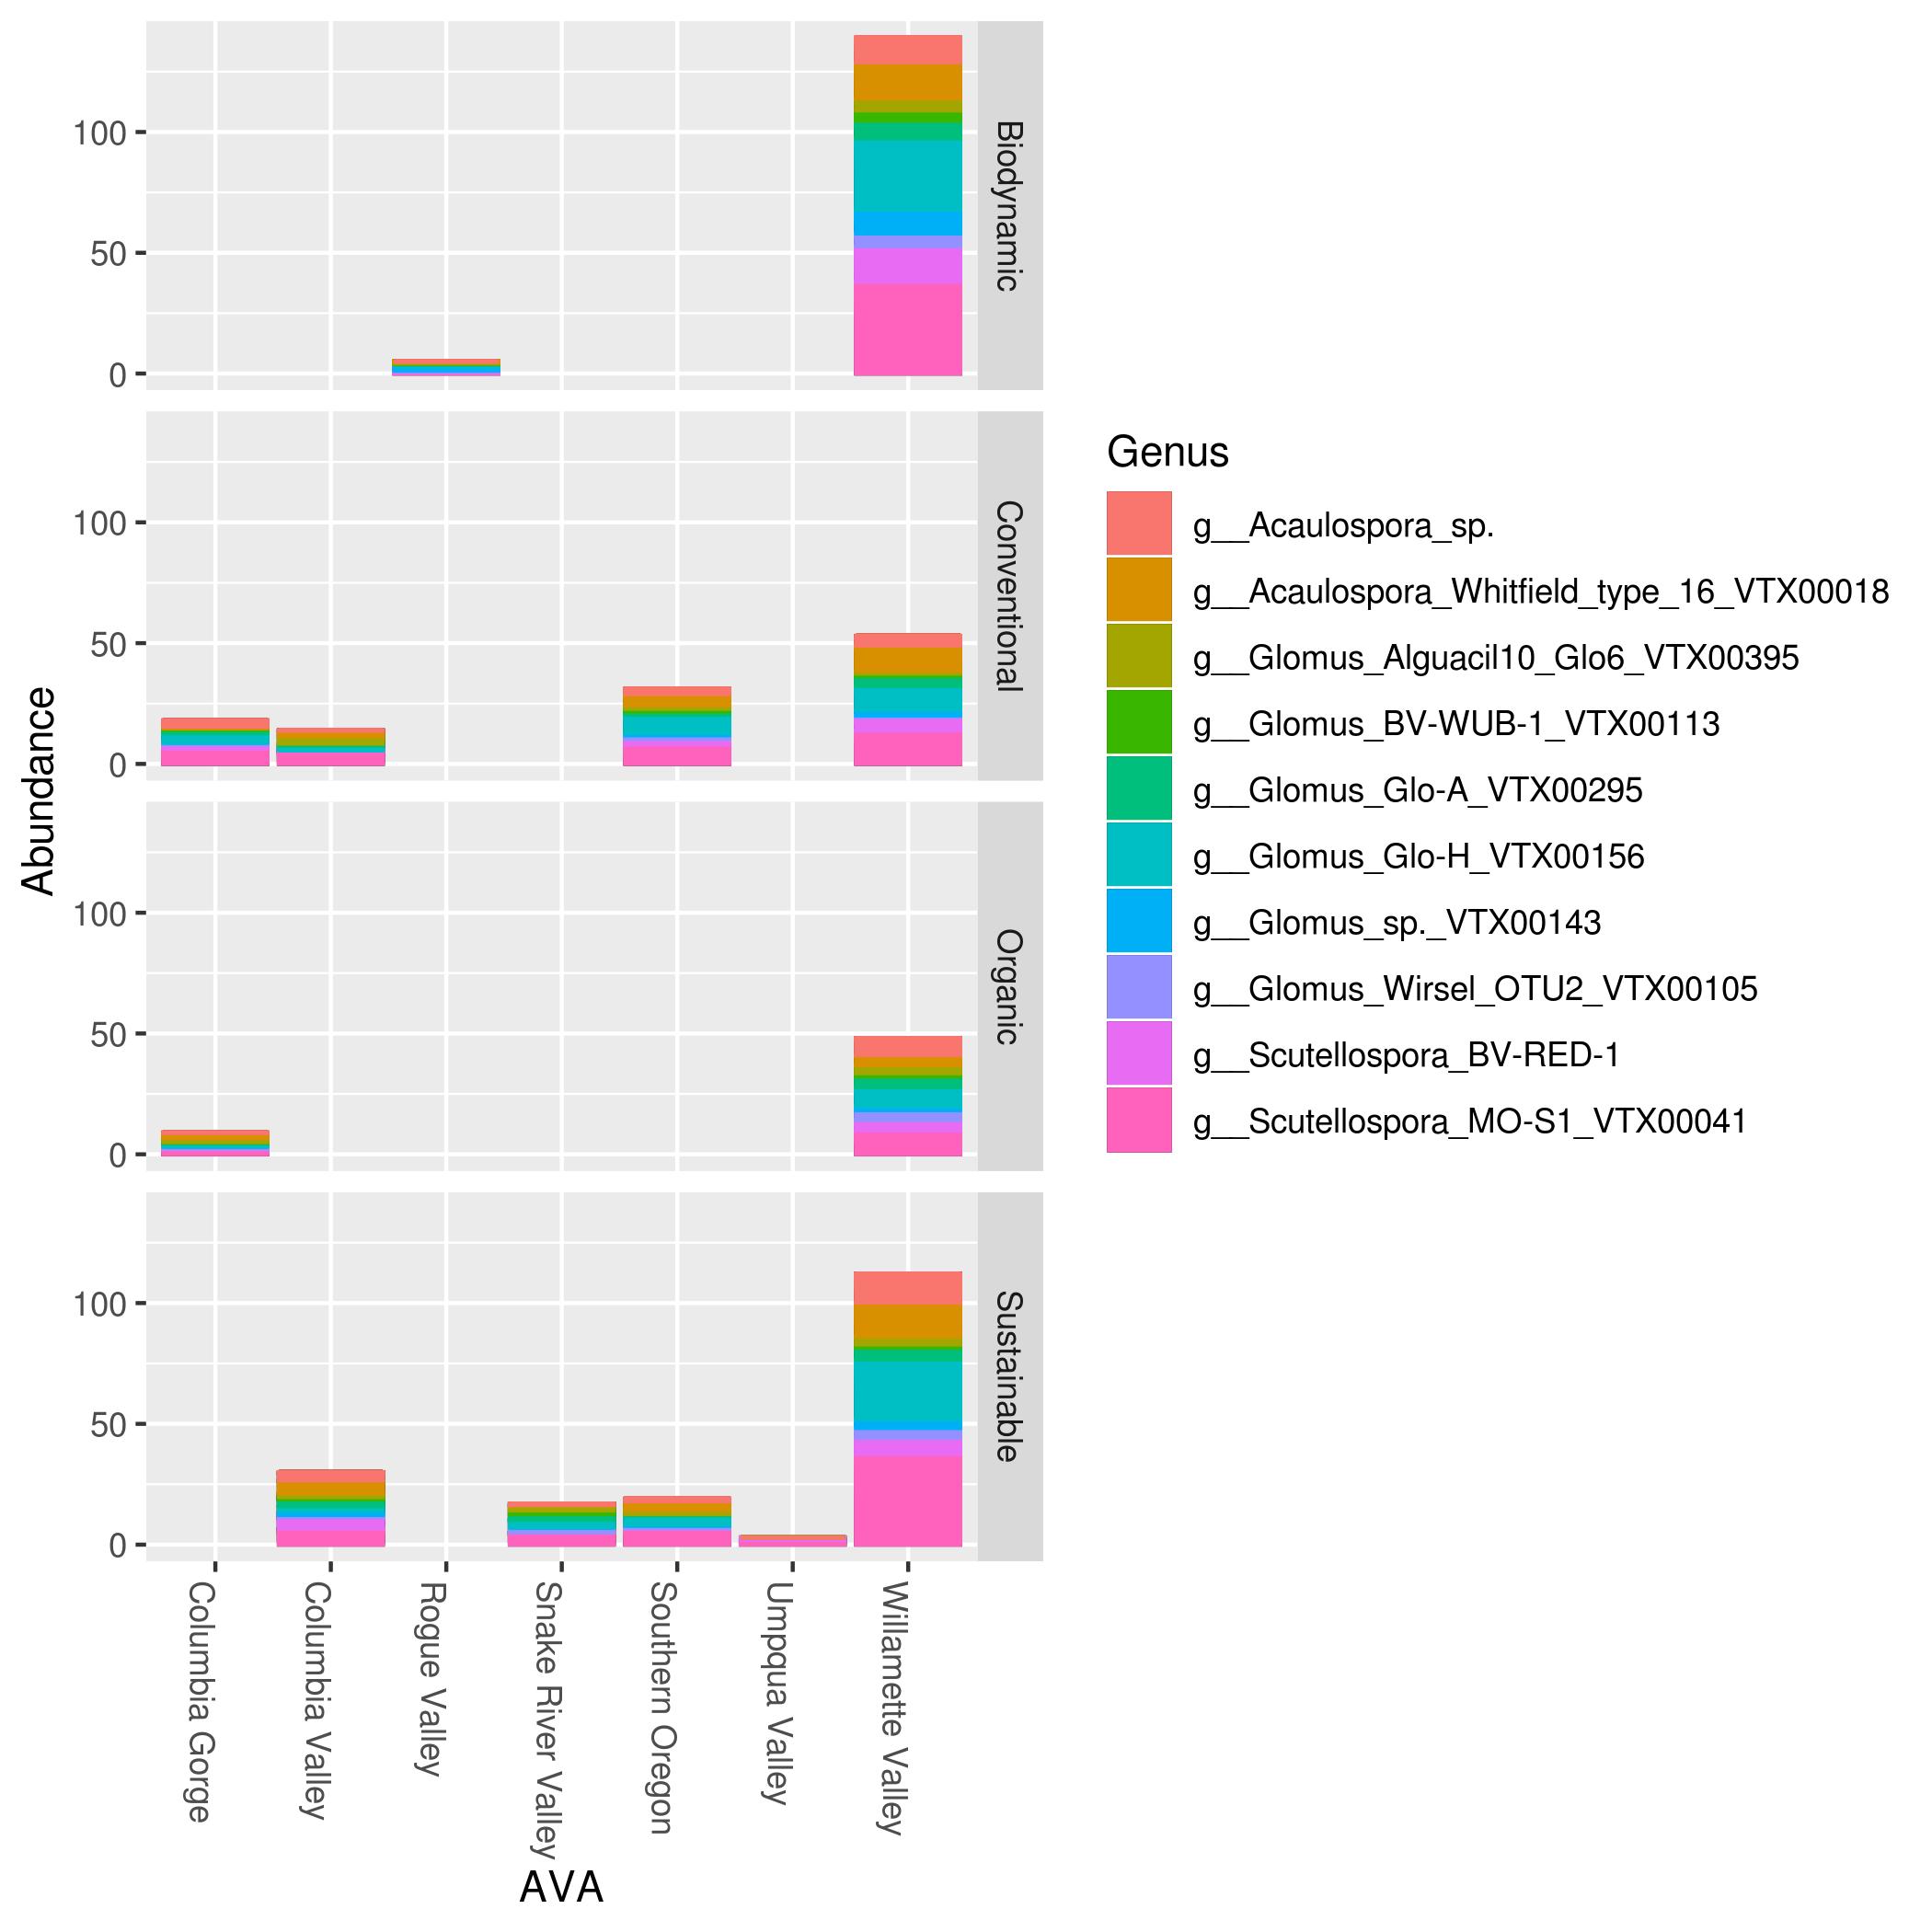 Abundance
100
50
0
Biodynamic
100
50
0
Conventional
100
50
0
Organic
100
50
0
Sustainable
Columbia Gorge
Columbia Valley
Rogue Valley
Snake River Valley
Southern Oregon
Umpqua Valley
Willamette Valley
AVA
Genus
g__Acaulospora_sp.
g__Acaulospora_Whitfield_type_16_VTX00018
g__Glomus_Alguacil10_Glo6_VTX00395
g__Glomus_BV-WUB-1_VTX00113
g__Glomus_Glo-A_VTX00295
g__Glomus_Glo-H_VTX00156
g__Glomus_sp._VTX00143
g__Glomus_Wirsel_OTU2_VTX00105
g__Scutellospora_BV-RED-1
g__Scutellospora_MO-S1_VTX00041